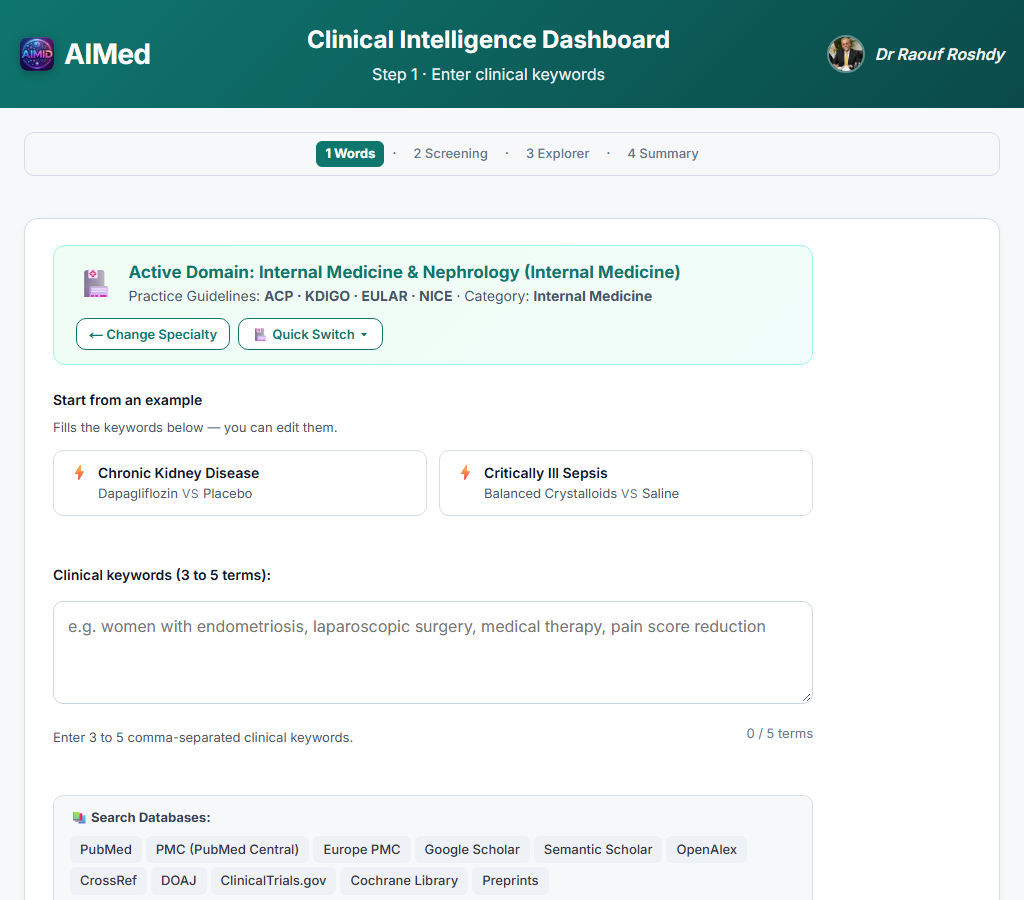 AIMID
AIMed
Clinical Intelligence Dashboard
Step 1 · Enter clinical keywords
Dr Raouf Roshdy
1 Words · 2 Screening · 3 Explorer · 4 Summary
Active Domain: Internal Medicine & Nephrology (Internal Medicine)
Practice Guidelines: ACP · KDIGO · EULAR · NICE · Category: Internal Medicine
← Change Specialty
Quick Switch
Start from an example
Fills the keywords below — you can edit them.
Chronic Kidney Disease
Dapagliflozin VS Placebo
Critically Ill Sepsis
Balanced Crystalloids VS Saline
Clinical keywords (3 to 5 terms):
e.g. women with endometriosis, laparoscopic surgery, medical therapy, pain score reduction
Enter 3 to 5 comma-separated clinical keywords.
0 / 5 terms
Search Databases:
PubMed PMC (PubMed Central) Europe PMC Google Scholar Semantic Scholar OpenAlex
CrossRef DOAJ ClinicalTrials.gov Cochrane Library Preprints